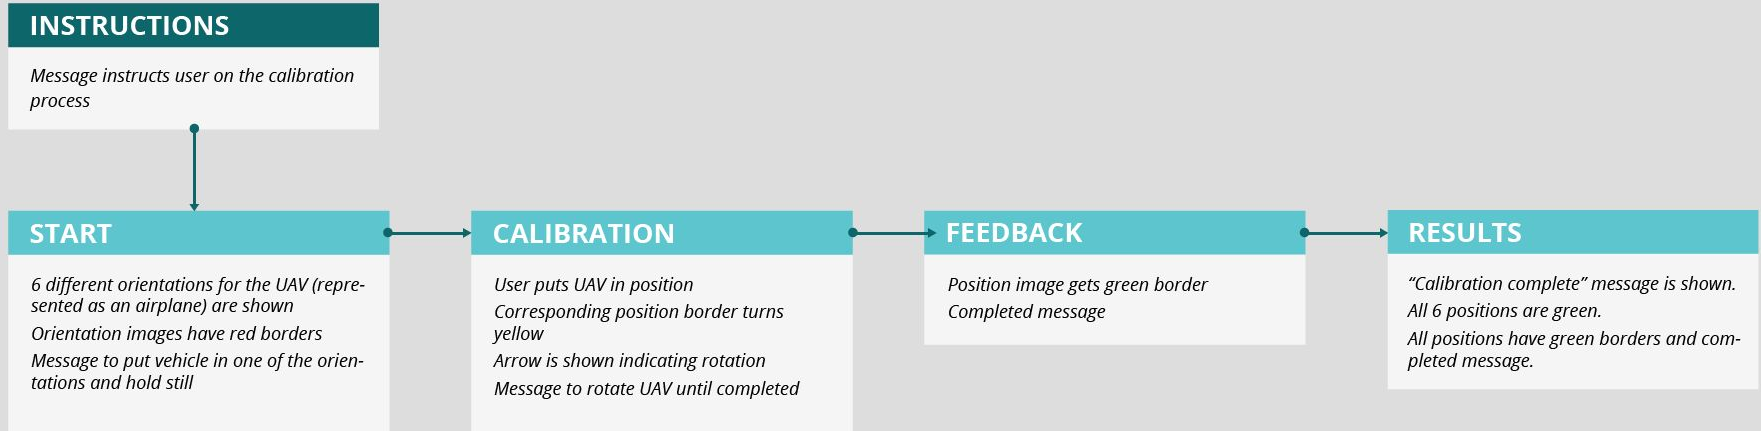 INSTRUCTIONS
Message instructs user on the calibration
process
START
6 different orientations for the UAV (repre-
sented as an airplane) are shown
Orientation images have red borders
Message to put vehicle in one of the orien-
tations and hold still
CALIBRATION
User puts UAV in position
Corresponding position border turns
yellow
Arrow is shown indicating rotation
Message to rotate UAV until completed
FEEDBACK
Position image gets green border
Completed message
RESULTS
“Calibration complete” message is shown.
All 6 positions are green.
All positions have green borders and com-
pleted message.